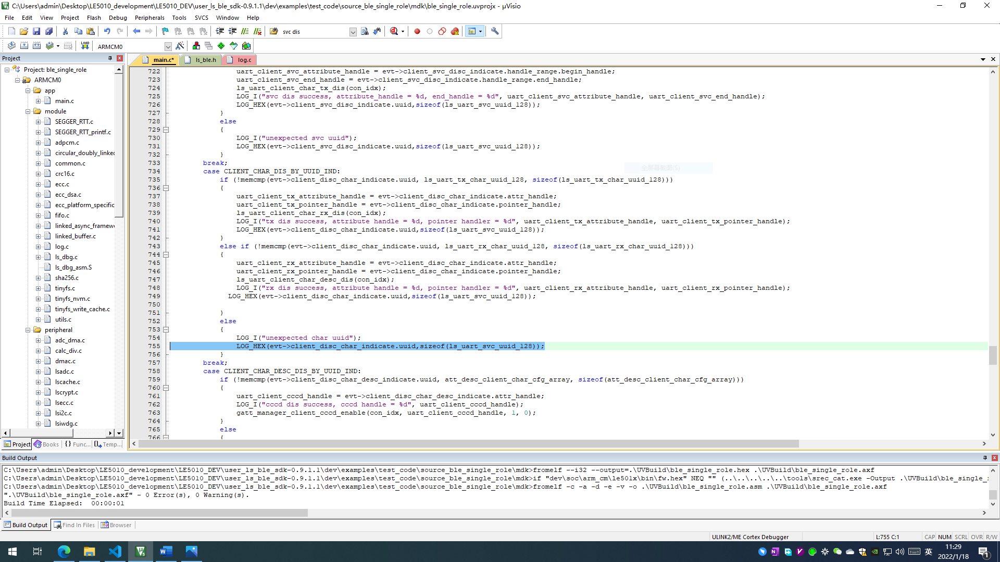 C:\Users\admin\Desktop\LE5010_development\LE5010_DEV\user_ls_ble_sdk-0.9.1.1\dev\examples\test_code\source_ble_single_role\mdk\ble_single_role.uvprojx - µVisio
File Edit View Project Flash Debug Peripherals Tools SVCS Window Help
svc dis
LOAD ARMCM0
Project
main.c* ls_ble.h log.c
Project: ble_single_role
ARMCM0
app
main.c
module
SEGGER_RTT.c
SEGGER_RTT_printf.c
adpcm.c
circular_doubly_linked
common.c
crc16.c
ecc.c
ecc_dsa.c
ecc_platform_specific
fifo.c
linked_async_framew
linked_buffer.c
log.c
ls_dbg.c
ls_dbg_asm.S
sha256.c
tinyfs.c
tinyfs_nvm.c
tinyfs_write_cache.c
utils.c
peripheral
adc_dma.c
calc_div.c
dmac.c
lsadc.c
lscache.c
lscrypt.c
lsecc.c
lsi2c.c
lsiwdg.c
Project Books {} Func... Temp...
722 uart_client_svc_attribute_handle = evt->client_svc_disc_indicate.handle_range.begin_handle;
723 uart_client_svc_end_handle = evt->client_svc_disc_indicate.handle_range.end_handle;
724 ls_uart_client_char_tx_dis(con_idx);
725 LOG_I("svc dis success, attribute_handle = %d, end_handle = %d", uart_client_svc_attribute_handle, uart_client_svc_end_handle);
726 LOG_HEX(evt->client_svc_disc_indicate.uuid,sizeof(ls_uart_svc_uuid_128));
727 }
728 else
729 {
730 LOG_I("unexpected svc uuid");
731 LOG_HEX(evt->client_svc_disc_indicate.uuid,sizeof(ls_uart_svc_uuid_128));
732 }
733 break;
734 case CLIENT_CHAR_DIS_BY_UUID_IND:
全屏幕截图(S)
735 if (!memcmp(evt->client_disc_char_indicate.uuid, ls_uart_tx_char_uuid_128, sizeof(ls_uart_tx_char_uuid_128)))
736 {
737 uart_client_tx_attribute_handle = evt->client_disc_char_indicate.attr_handle;
738 uart_client_tx_pointer_handle = evt->client_disc_char_indicate.pointer_handle;
739 ls_uart_client_char_rx_dis(con_idx);
740 LOG_I("tx dis success, attribute handle = %d, pointer handler = %d", uart_client_tx_attribute_handle, uart_client_tx_pointer_handle);
741 LOG_HEX(evt->client_disc_char_indicate.uuid,sizeof(ls_uart_svc_uuid_128));
742 }
743 else if (!memcmp(evt->client_disc_char_indicate.uuid, ls_uart_rx_char_uuid_128, sizeof(ls_uart_rx_char_uuid_128)))
744 {
745 uart_client_rx_attribute_handle = evt->client_disc_char_indicate.attr_handle;
746 uart_client_rx_pointer_handle = evt->client_disc_char_indicate.pointer_handle;
747 ls_uart_client_char_desc_dis(con_idx);
748 LOG_I("rx dis success, attribute handle = %d, pointer handler = %d", uart_client_rx_attribute_handle, uart_client_rx_pointer_handle);
749 LOG_HEX(evt->client_disc_char_indicate.uuid,sizeof(ls_uart_svc_uuid_128));
750
751 }
752 else
753 {
754 LOG_I("unexpected char uuid");
755 LOG_HEX(evt->client_disc_char_indicate.uuid,sizeof(ls_uart_svc_uuid_128));
756 }
757 break;
758 case CLIENT_CHAR_DESC_DIS_BY_UUID_IND:
759 if (!memcmp(evt->client_disc_char_desc_indicate.uuid, att_desc_client_char_cfg_array, sizeof(att_desc_client_char_cfg_array)))
760 {
761 uart_client_cccd_handle = evt->client_disc_char_desc_indicate.attr_handle;
762 LOG_I("cccd dis success, cccd handle = %d", uart_client_cccd_handle);
763 gatt_manager_client_cccd_enable(con_idx, uart_client_cccd_handle, 1, 0);
764 }
765 else
766 {
Build Output
C:\Users\admin\Desktop\LE5010_development\LE5010_DEV\user_ls_ble_sdk-0.9.1.1\dev\examples\test_code\source_ble_single_role\mdk>fromelf --i32 --output=.\UVBuild\ble_single_role.hex .\UVBuild\ble_single_role.axf
C:\Users\admin\Desktop\LE5010_development\LE5010_DEV\user_ls_ble_sdk-0.9.1.1\dev\examples\test_code\source_ble_single_role\mdk>if "dev\soc\arm_cm\le501x\bin\fw.hex" NEQ "" (..\..\..\..\..\tools\srec_cat.exe -Output .\UVBuild\ble_single_r
C:\Users\admin\Desktop\LE5010_development\LE5010_DEV\user_ls_ble_sdk-0.9.1.1\dev\examples\test_code\source_ble_single_role\mdk>fromelf -c -a -d -e -v -o .\UVBuild\ble_single_role.asm .\UVBuild\ble_single_role.axf
".\UVBuild\ble_single_role.axf" - 0 Error(s), 0 Warning(s).
Build Time Elapsed: 00:00:01
Build Output Find In Files Browser
ULINK2/ME Cortex Debugger L:755 C:1 CAP NUM SCRL OVR R/W
英 11:29
2022/1/18
1